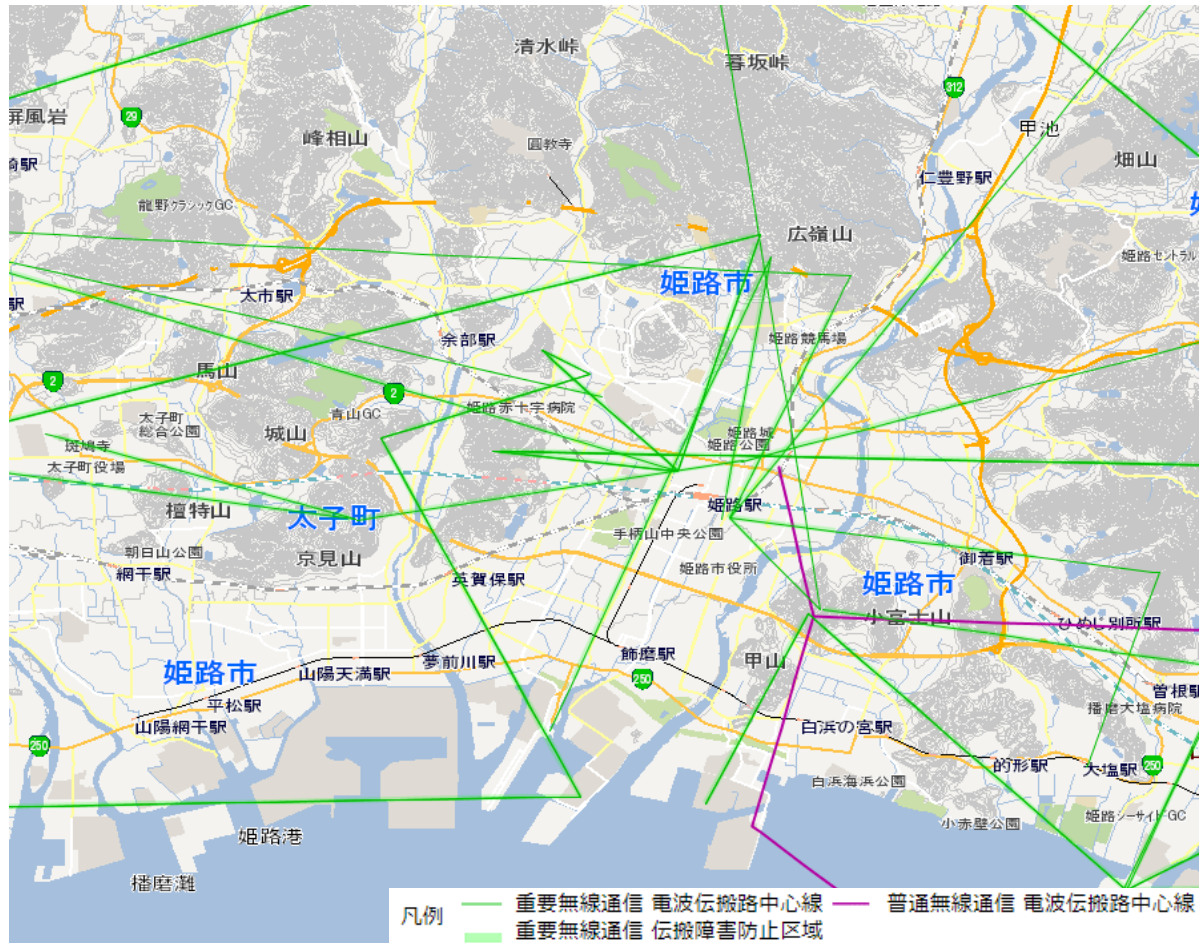 清水峠
暮坂峠
312
屏風岩
29
峰相山
圓教寺
甲池
畑山
崎駅
仁豊野駅
龍野クラシックGC
広嶺山
姫路セントラル
姫路市
太市駅
駅
余部駅
姫路競馬場
馬山
2
2
太子町
総合公園
青山GC
姫路赤十字病院
城山
斑鳩寺
姫路城
姫路公園
太子町役場
檀特山
太子町
姫路駅
手柄山中央公園
朝日山公園
京見山
網干駅
英賀保駅
姫路市役所
御着駅
姫路市
小富士山
ひめじ別所駅
姫路市
夢前川駅
飾磨駅
甲山
山陽天満駅
250
曽根駅
平松駅
播磨大塩病院
山陽網干駅
白浜の宮駅
250
的形駅
大塩駅
250
白浜海浜公園
姫路シーサイドGC
小赤壁公園
姫路港
播磨灘
凡例
重要無線通信 電波伝搬路中心線
普通無線通信 電波伝搬路中心線
重要無線通信 伝搬障害防止区域